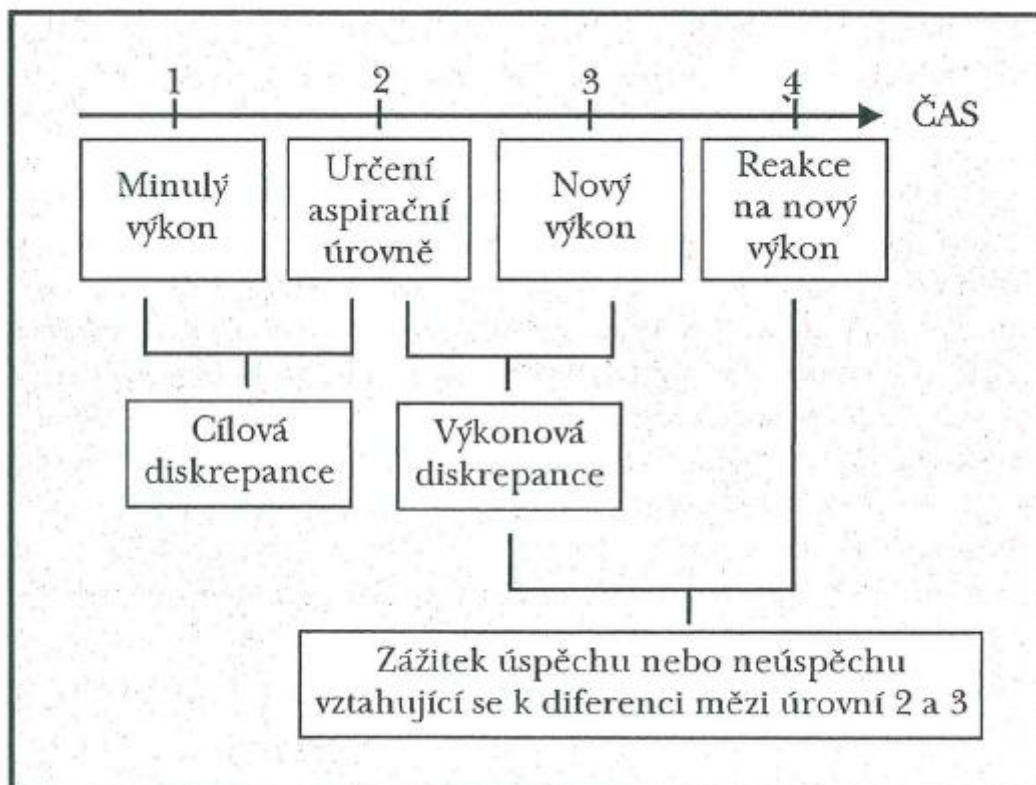 1 2 3 4
ČAS
Minulý
výkon
Určení
aspirační
úrovně
Nový
výkon
Reakce
na nový
výkon
Cílová
diskrepance
Výkonová
diskrepance
Zážitek úspěchu nebo neúspěchu
vztahující se k diferenci mězi úrovní 2 a 3